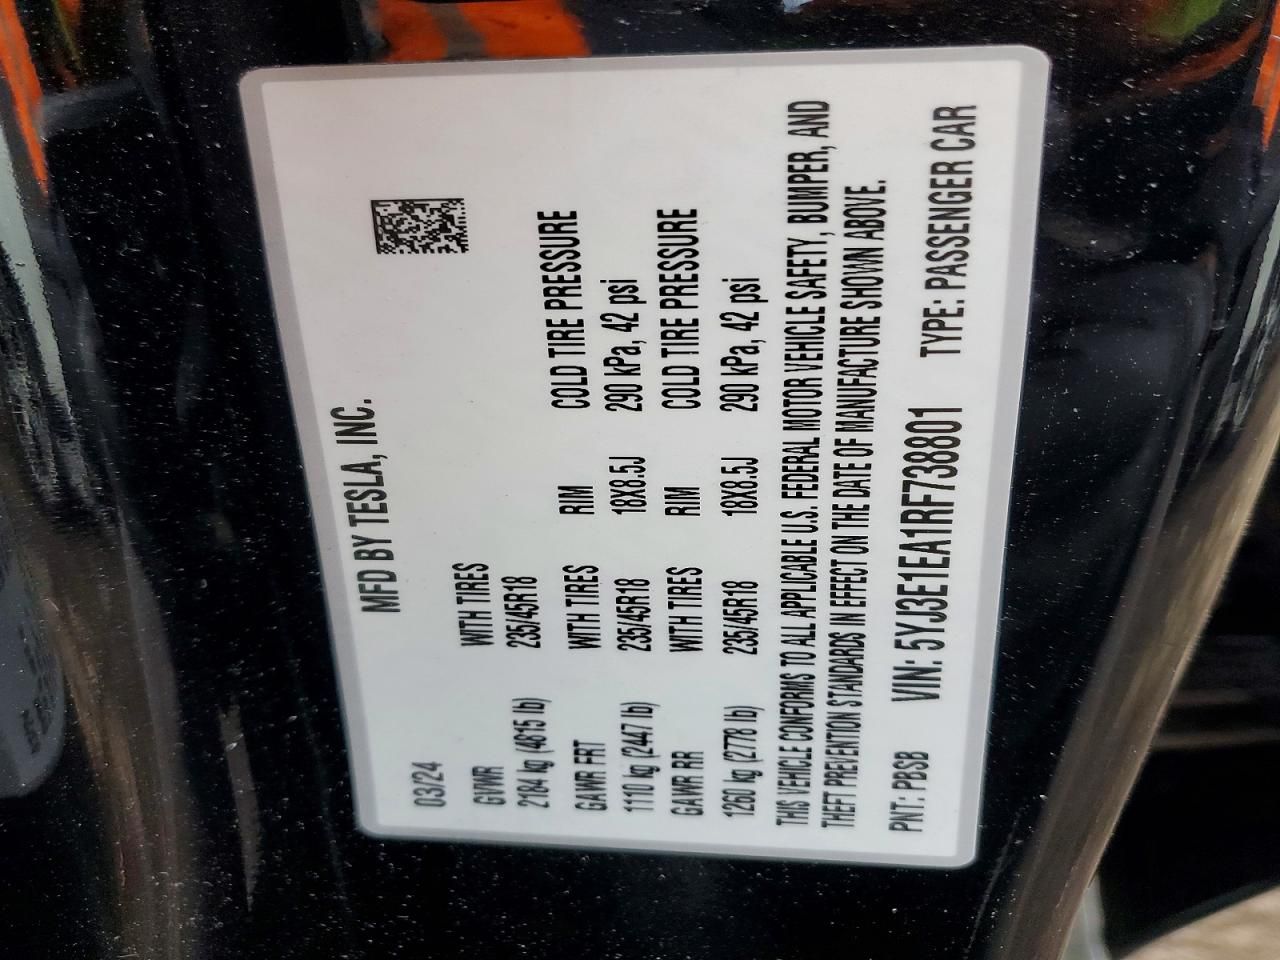 MFD BY TESLA, INC.
03/24
GVWR WITH TIRES
2184 kg (4815 lb) 235/45R18
GAWR FRT WITH TIRES RIM COLD TIRE PRESSURE
1110 kg (2447 lb) 235/45R18 18X8.5J 290 kPa, 42 psi
GAWR RR WITH TIRES RIM COLD TIRE PRESSURE
1260 kg (2778 lb) 235/45R18 18X8.5J 290 kPa, 42 psi
THIS VEHICLE CONFORMS TO ALL APPLICABLE U.S. FEDERAL MOTOR VEHICLE SAFETY, BUMPER, AND
THEFT PREVENTION STANDARDS IN EFFECT ON THE DATE OF MANUFACTURE SHOWN ABOVE.
PNT: PBSB VIN: 5YJ3E1EA1RF738801 TYPE: PASSENGER CAR